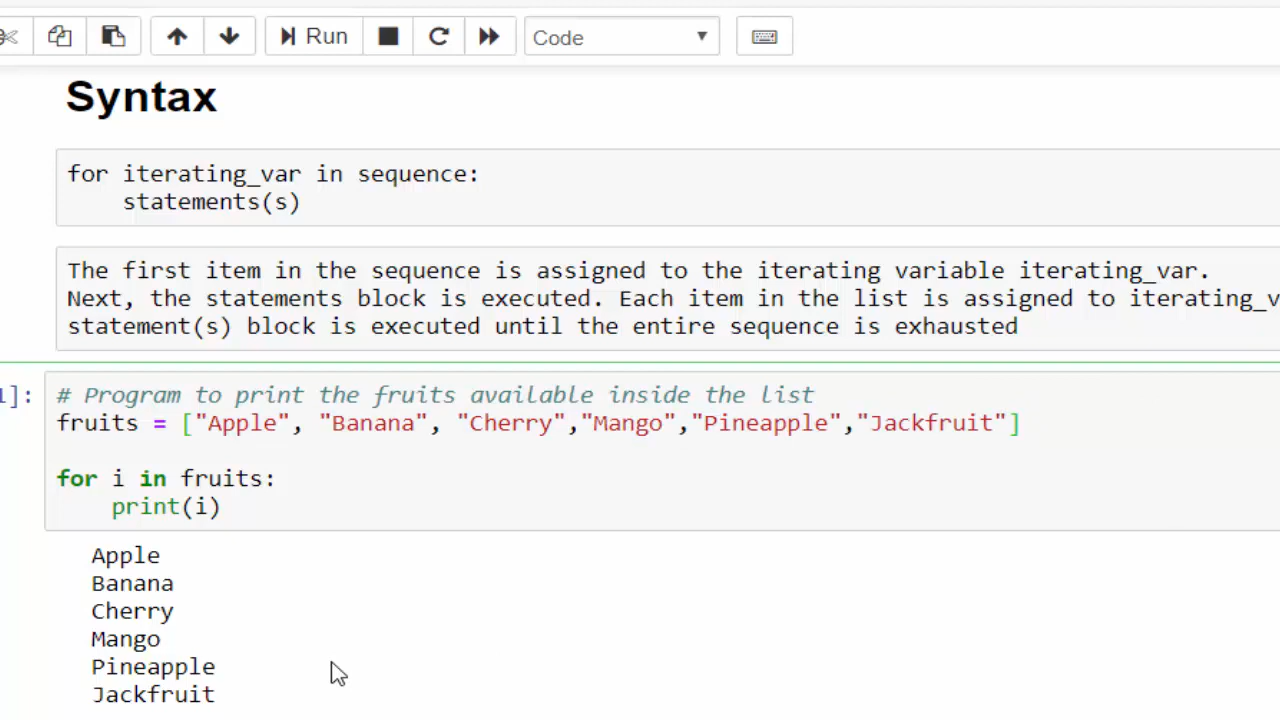 Run
Code
Syntax
for iterating_var in sequence:
    statements(s)
The first item in the sequence is assigned to the iterating variable iterating_var.
Next, the statements block is executed. Each item in the list is assigned to iterating_v
statement(s) block is executed until the entire sequence is exhausted
1]:
# Program to print the fruits available inside the list
fruits = ["Apple", "Banana", "Cherry","Mango","Pineapple","Jackfruit"]
for i in fruits:
    print(i)
Apple
Banana
Cherry
Mango
Pineapple
Jackfruit